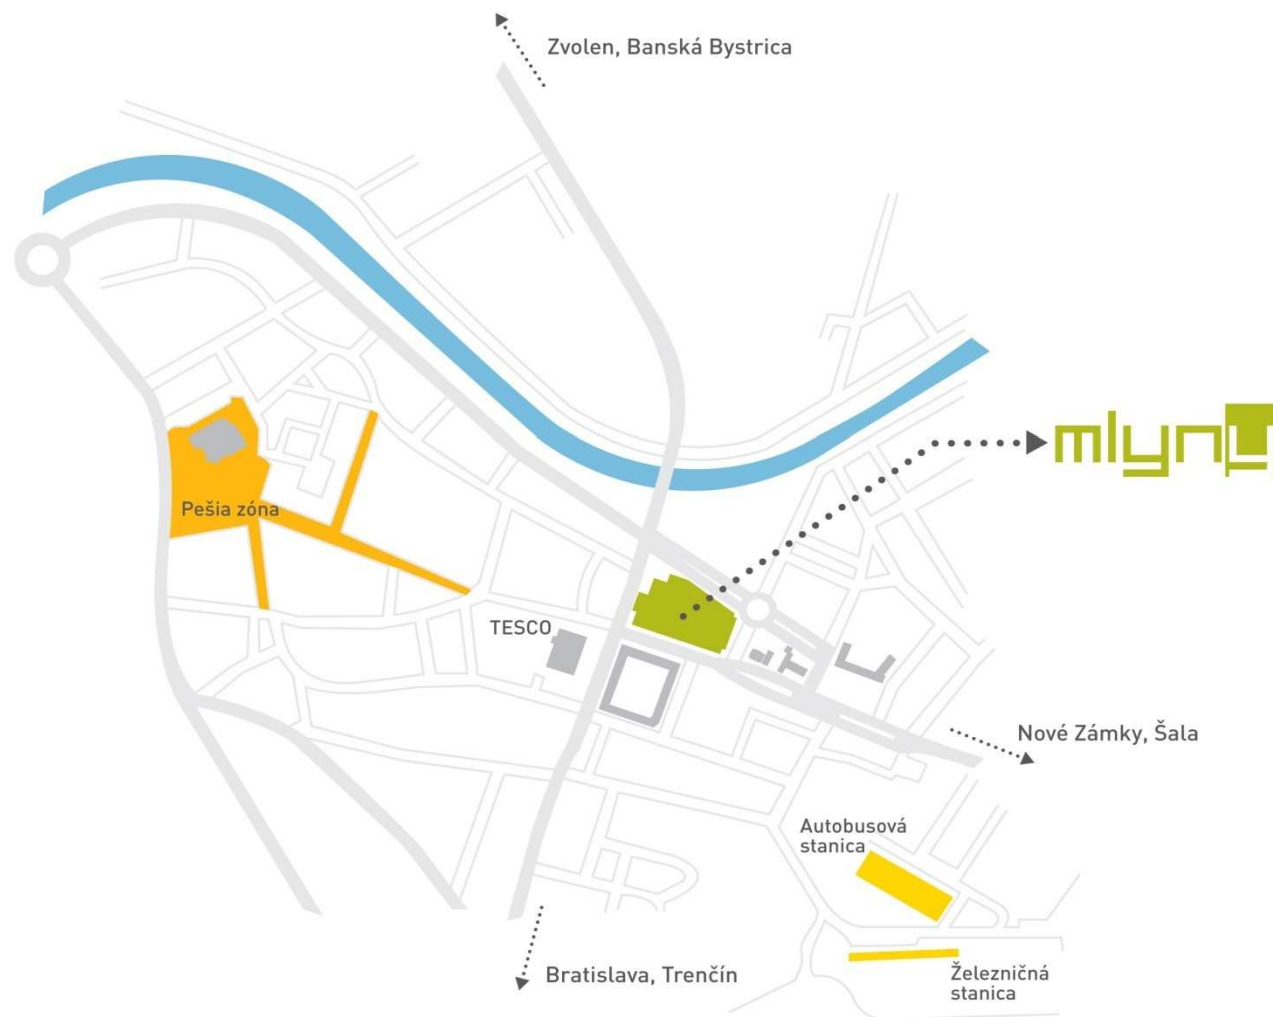 Zvolen, Banská Bystrica
mlyny
Pešia zóna
TESCO
Nové Zámky, Šala
Autobusová
stanica
Bratislava, Trenčín
Železničná
stanica